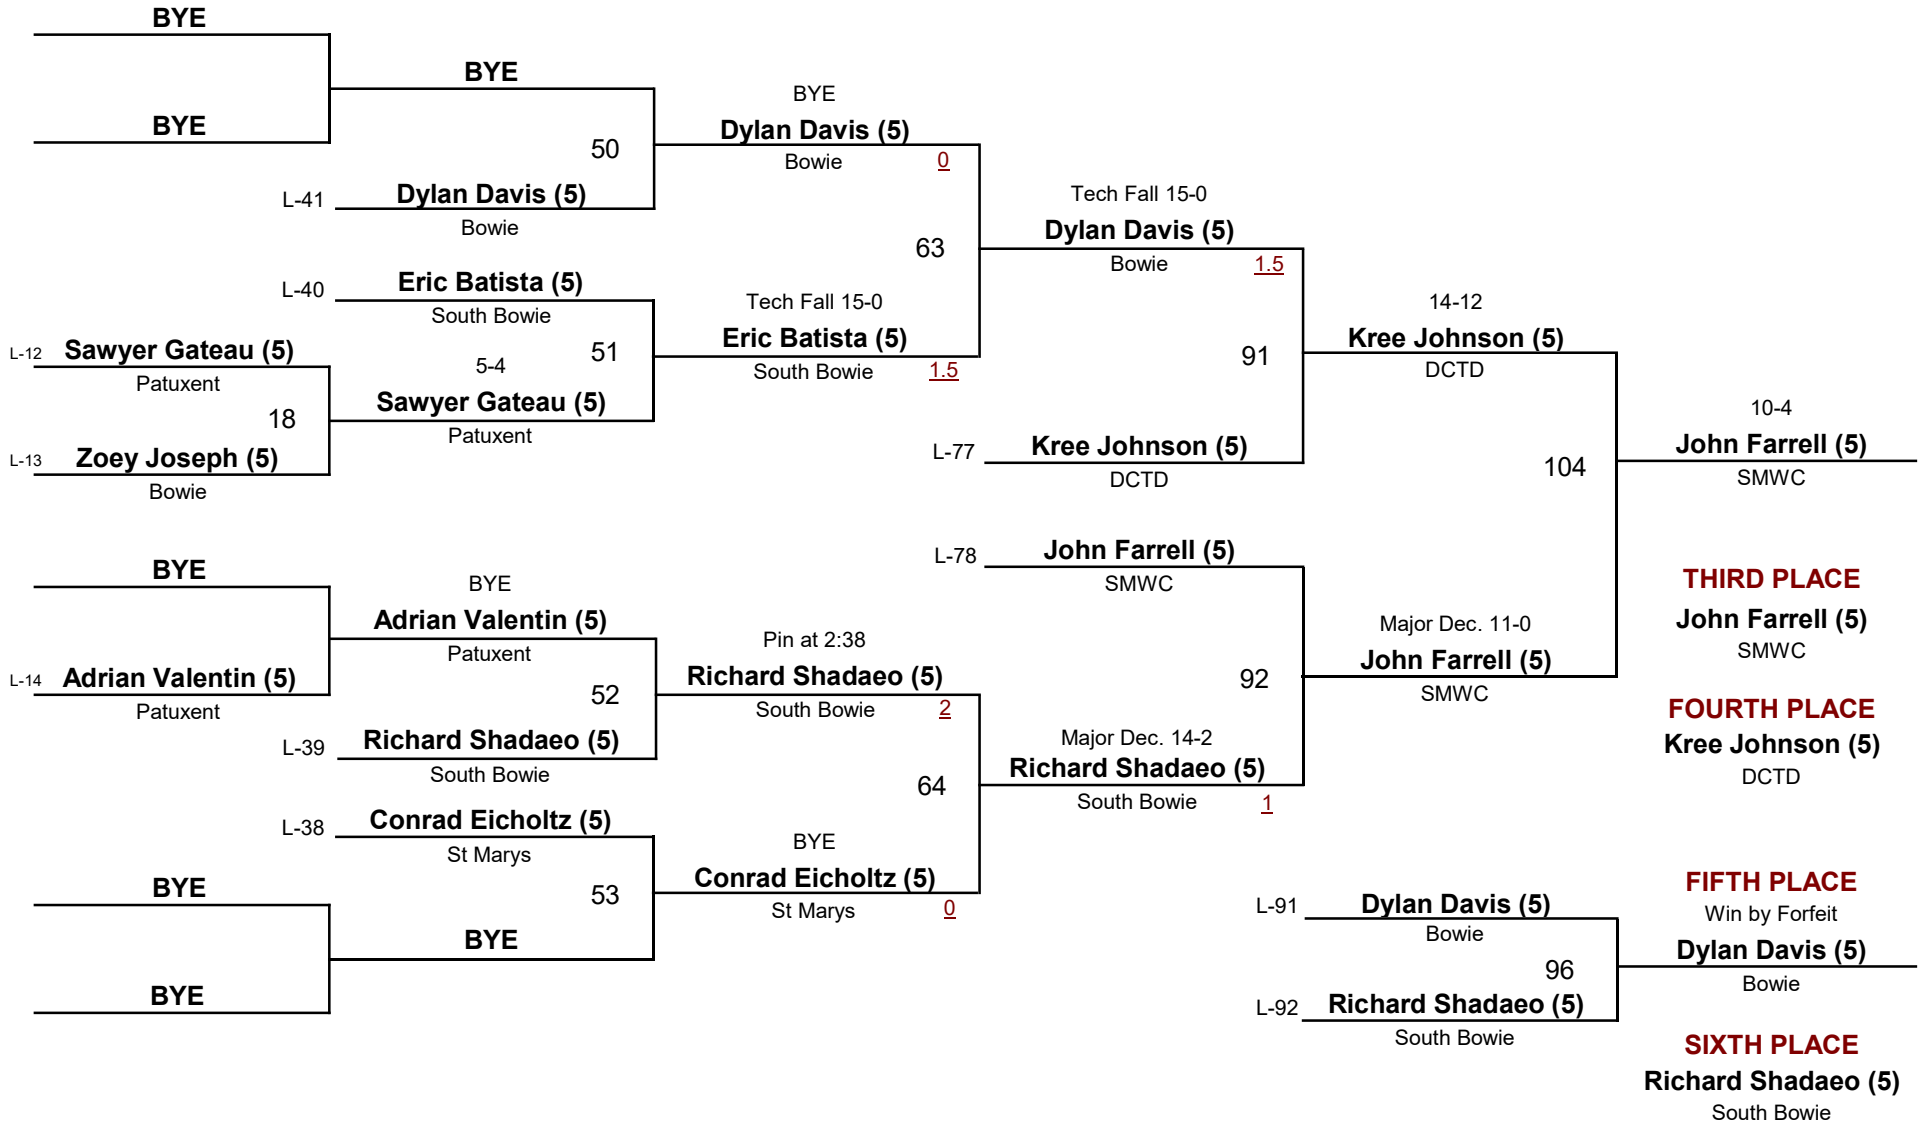 BYE
BYE
BYE
50
L-41
Dylan Davis (5)
Bowie
BYE
Dylan Davis (5)
Bowie
0
L-40
Eric Batista (5)
South Bowie
L-12
Sawyer Gateau (5)
Patuxent
18
L-13
Zoey Joseph (5)
Bowie
5-4
Sawyer Gateau (5)
Patuxent
51
Tech Fall 15-0
Eric Batista (5)
South Bowie
1.5
63
Tech Fall 15-0
Dylan Davis (5)
Bowie
1.5
91
L-77
Kree Johnson (5)
DCTD
14-12
Kree Johnson (5)
DCTD
104
10-4
John Farrell (5)
SMWC
BYE
L-14
Adrian Valentin (5)
Patuxent
BYE
Adrian Valentin (5)
Patuxent
52
L-39
Richard Shadaeo (5)
South Bowie
Pin at 2:38
Richard Shadaeo (5)
South Bowie
2
L-38
Conrad Eicholtz (5)
St Marys
53
BYE
BYE
BYE
BYE
Conrad Eicholtz (5)
St Marys
0
64
Major Dec. 14-2
Richard Shadaeo (5)
South Bowie
1
L-78
John Farrell (5)
SMWC
92
Major Dec. 11-0
John Farrell (5)
SMWC
THIRD PLACE
John Farrell (5)
SMWC
FOURTH PLACE
Kree Johnson (5)
DCTD
L-91
Dylan Davis (5)
Bowie
96
L-92
Richard Shadaeo (5)
South Bowie
FIFTH PLACE
Win by Forfeit
Dylan Davis (5)
Bowie
SIXTH PLACE
Richard Shadaeo (5)
South Bowie